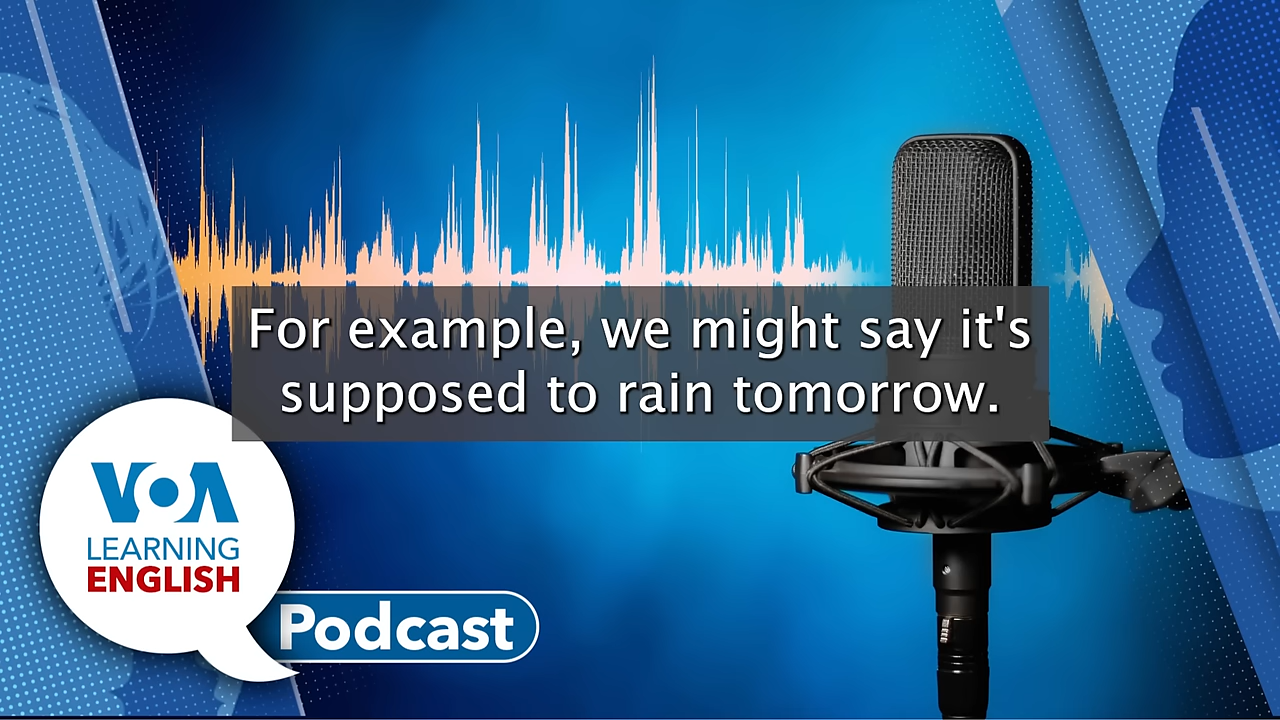 For example, we might say it's
supposed to rain tomorrow.
VOA
LEARNING
ENGLISH
Podcast